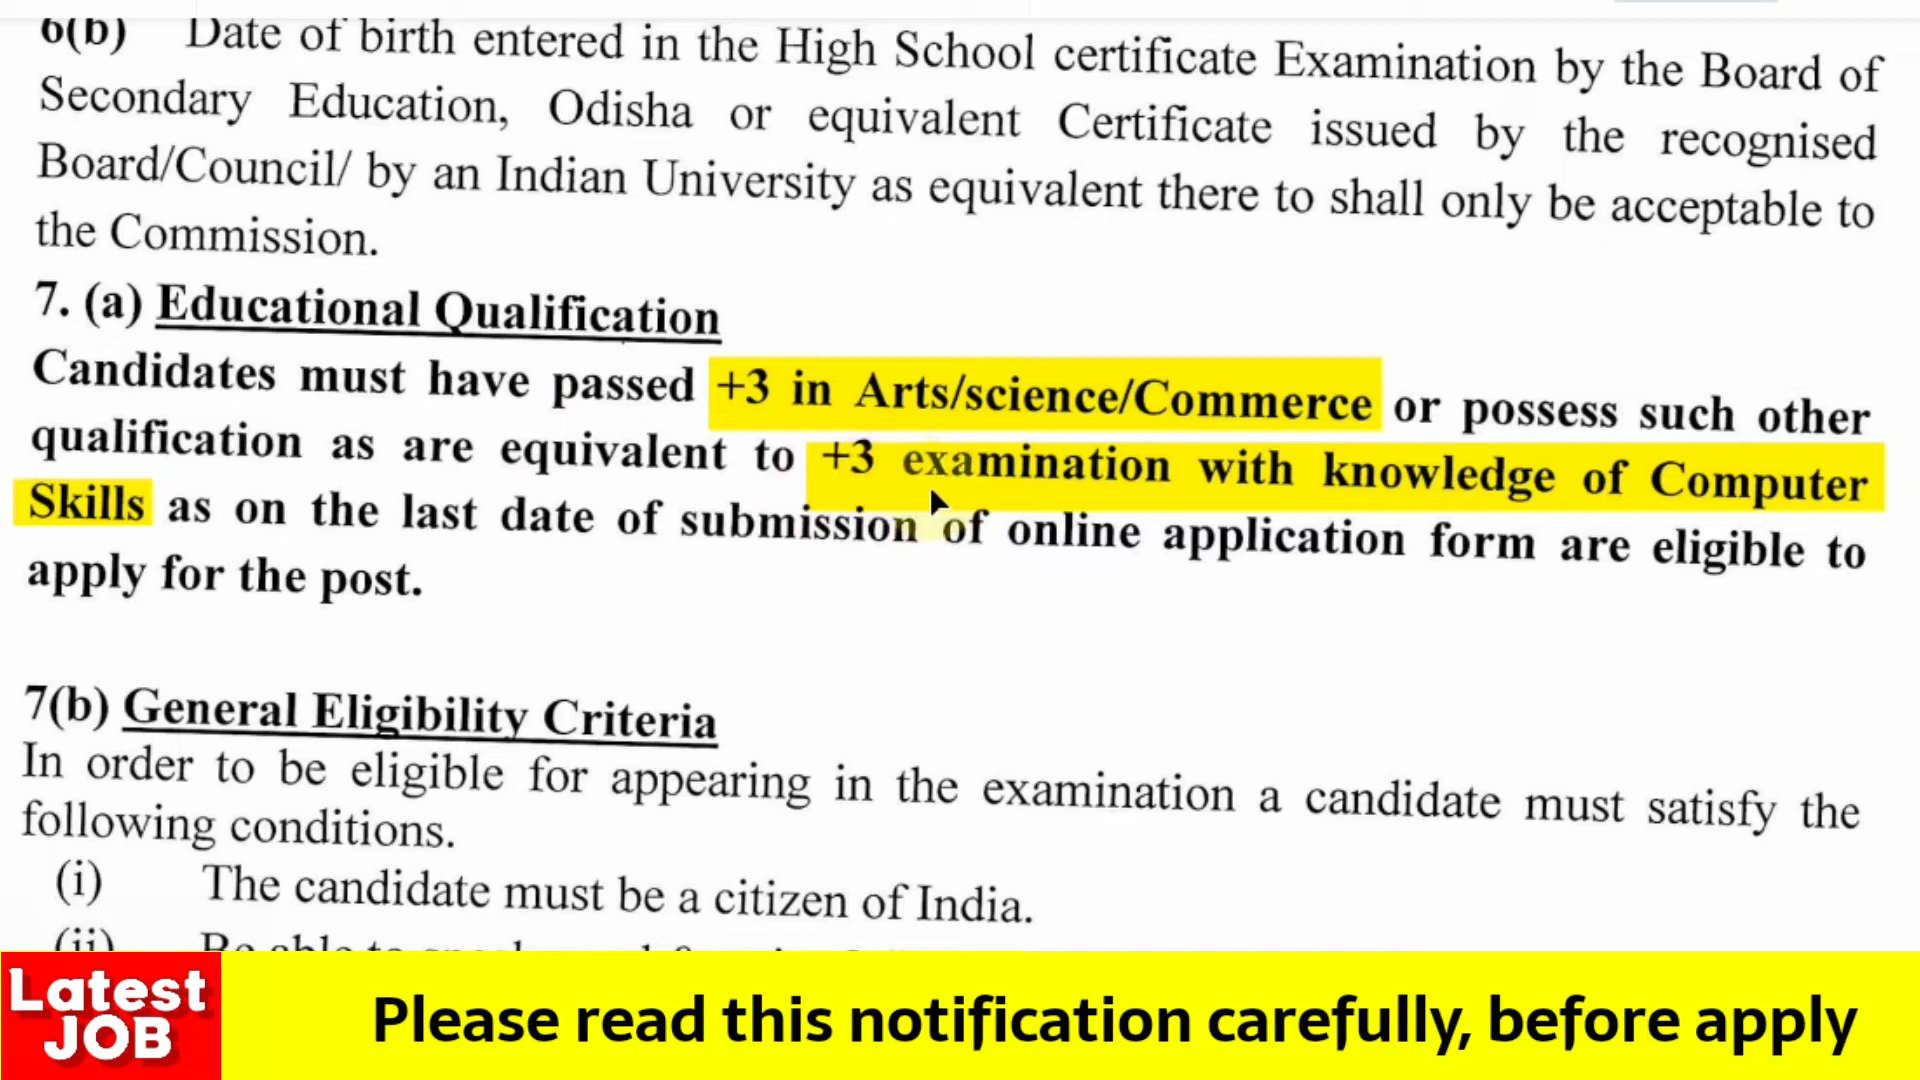 6(b) Date of birth entered in the High School certificate Examination by the Board of
Secondary Education, Odisha or equivalent Certificate issued by the recognised
Board/Council/ by an Indian University as equivalent there to shall only be acceptable to
the Commission.
7. (a) Educational Qualification
Candidates must have passed +3 in Arts/science/Commerce or possess such other
qualification as are equivalent to +3 examination with knowledge of Computer
Skills as on the last date of submission of online application form are eligible to
apply for the post.
7(b) General Eligibility Criteria
In order to be eligible for appearing in the examination a candidate must satisfy the
following conditions.
(i) The candidate must be a citizen of India.
(ii) Be able to
Latest
JOB
Please read this notification carefully, before apply